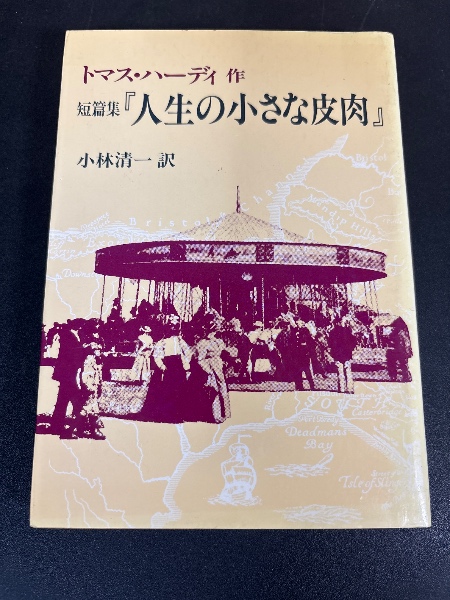 トマス・ハーディ 作
短篇集『人生の小さな皮肉』
小林清一 訳
Bristol
Bristol
Deadmans
Bay